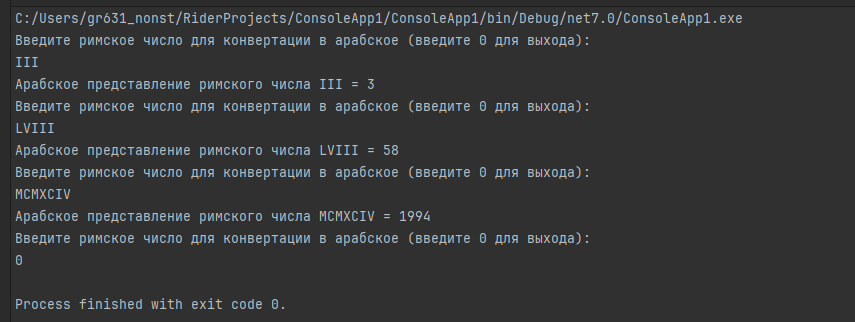 C:/Users/gr631_nonst/RiderProjects/ConsoleApp1/ConsoleApp1/bin/Debug/net7.0/ConsoleApp1.exe
Введите римское число для конвертации в арабское (введите 0 для выхода):
III
Арабское представление римского числа III = 3
Введите римское число для конвертации в арабское (введите 0 для выхода):
LVIII
Арабское представление римского числа LVIII = 58
Введите римское число для конвертации в арабское (введите 0 для выхода):
MCMXCIV
Арабское представление римского числа MCMXCIV = 1994
Введите римское число для конвертации в арабское (введите 0 для выхода):
0
Process finished with exit code 0.